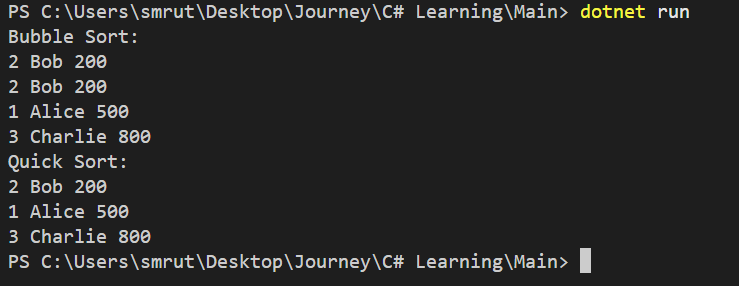 PS C:\Users\smrut\Desktop\Journey\C# Learning\Main> dotnet run
Bubble Sort:
2 Bob 200
2 Bob 200
1 Alice 500
3 Charlie 800
Quick Sort:
2 Bob 200
1 Alice 500
3 Charlie 800
PS C:\Users\smrut\Desktop\Journey\C# Learning\Main>